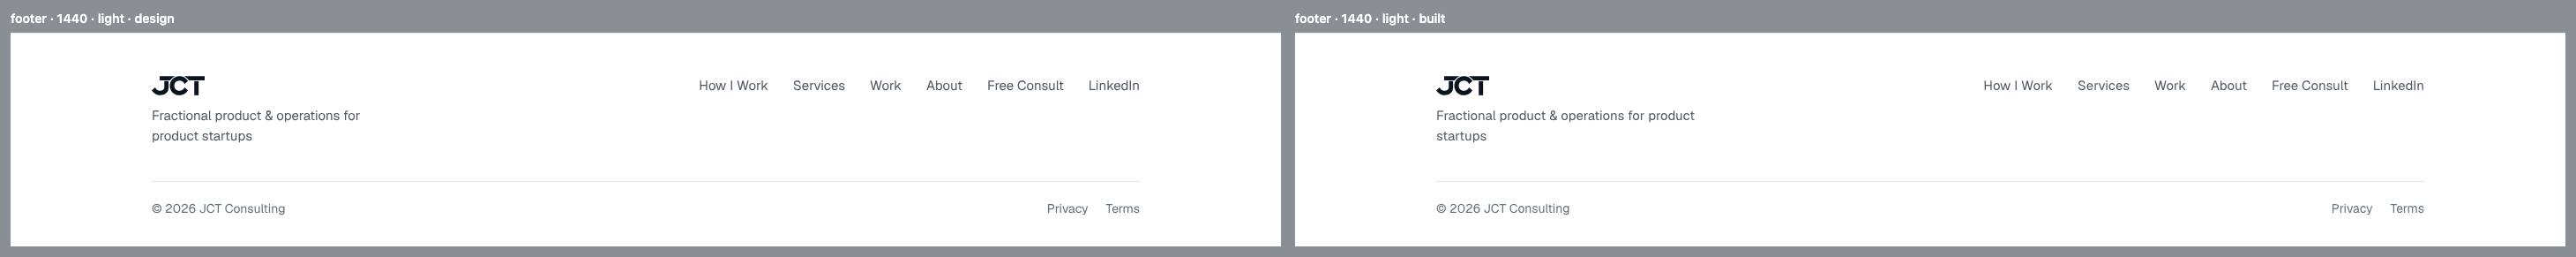 footer · 1440 · light · design
JCT
How I Work Services Work About Free Consult LinkedIn
Fractional product & operations for
product startups
© 2026 JCT Consulting
Privacy Terms
footer · 1440 · light · built
JCT
How I Work Services Work About Free Consult LinkedIn
Fractional product & operations for product
startups
© 2026 JCT Consulting
Privacy Terms